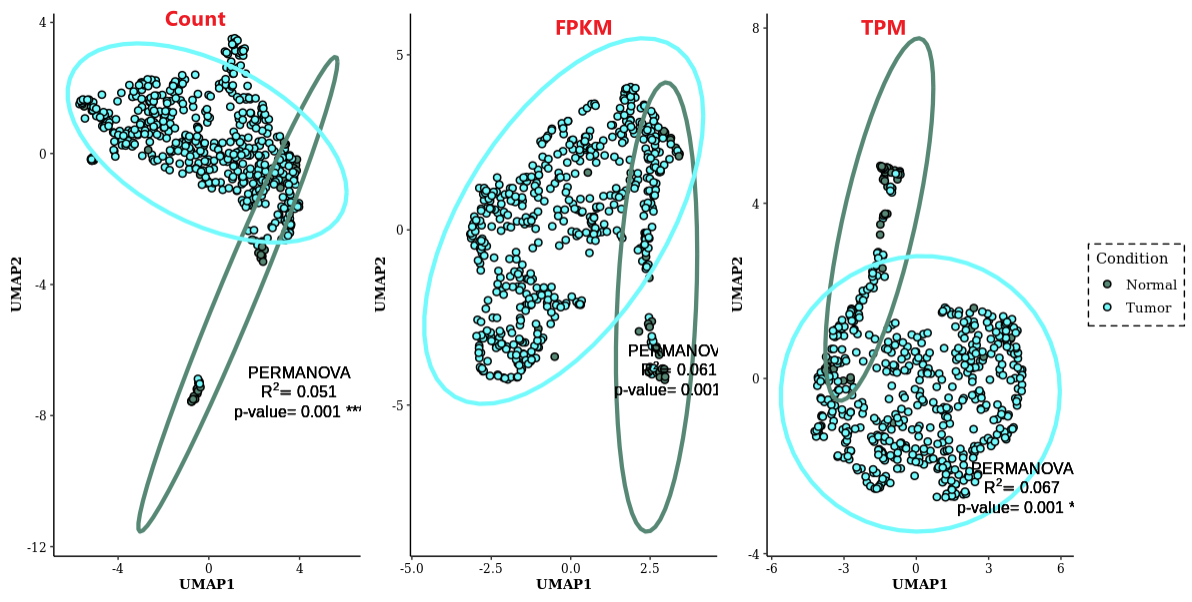 Count
FPKM
TPM
4
0
-4
-8
-12
UMAP2
PERMANOVA
R²= 0.051
p-value= 0.001 ***
-4
0
4
UMAP1
5
0
-5
UMAP2
PERMANOV
R²= 0.061
p-value= 0.001
-5.0
-2.5
0.0
2.5
UMAP1
8
4
0
-4
UMAP2
PERMANOVA
R²= 0.067
p-value= 0.001 *
-6
-3
0
3
6
UMAP1
Condition
Normal
Tumor